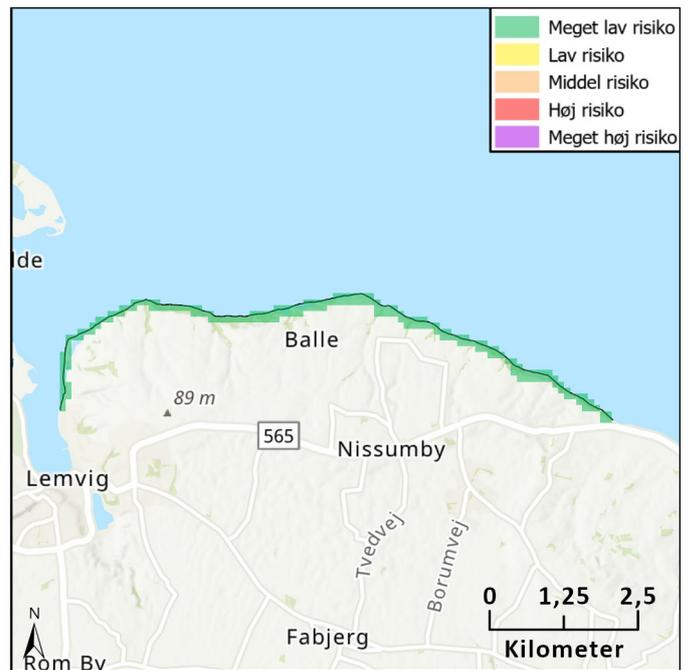 Meget lav risiko
Lav risiko
Middel risiko
Høj risiko
Meget høj risiko
lde
Balle
89 m
565
Nissumby
Lemvig
Tvedvej
Borumvej
0 1,25 2,5
Kilometer
N
Fabjerg
Rom By